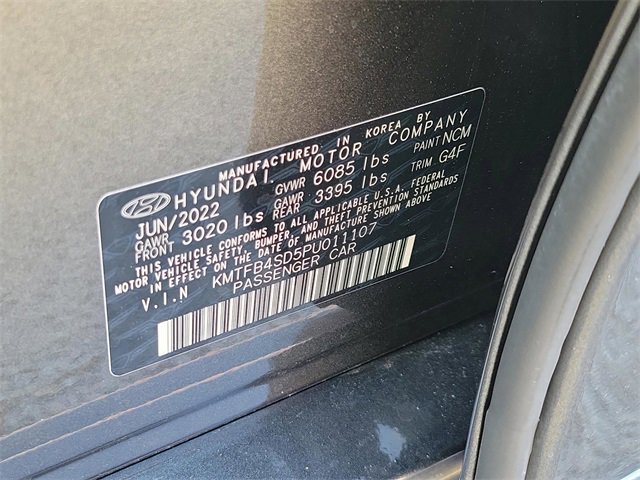 MANUFACTURED IN KOREA BY
HYUNDAI MOTOR COMPANY
JUN/2022 GVWR 6085 lbs PAINT NCM
GAWR FRONT 3020 lbs GAWR REAR 3395 lbs TRIM G4F
THIS VEHICLE CONFORMS TO ALL APPLICABLE U.S.A. FEDERAL
MOTOR VEHICLE SAFETY, BUMPER, AND THEFT PREVENTION STANDARDS
IN EFFECT ON THE DATE OF MANUFACTURE SHOWN ABOVE
V.I.N KMTFB4SD5PU011107
PASSENGER CAR